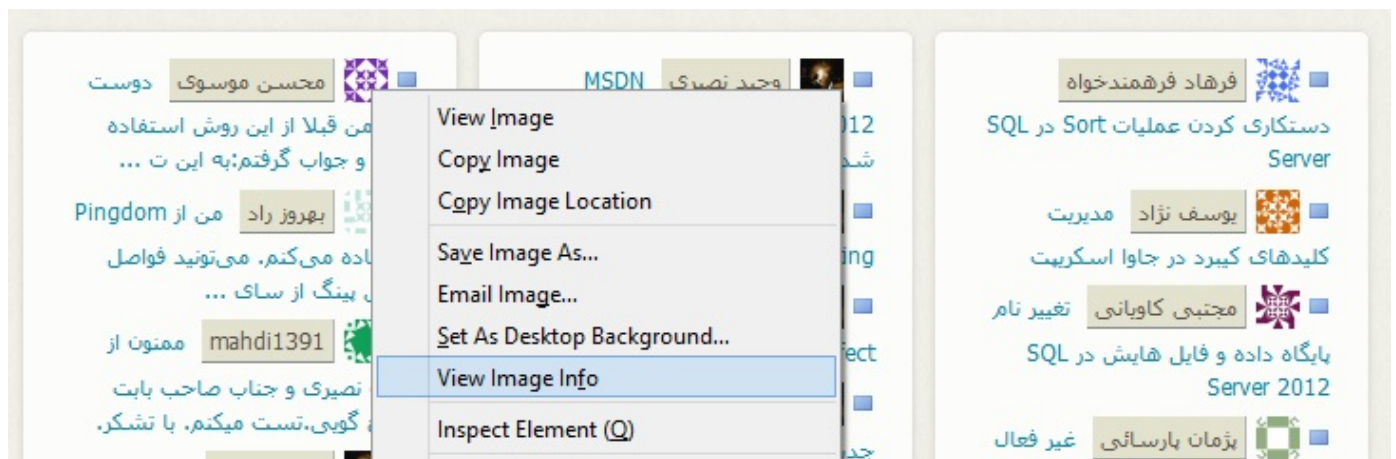 فرهاد فرهمندخواه
دستکاری کردن عملیات Sort در SQL
Server
یوسف نژاد مدیریت
کلیدهای کیبرد در جاوا اسکریپت
مجتبی کاویانی تغییر نام
پایگاه داده و فایل هایش در SQL
Server 2012
پژمان پارسائی غیر فعال
وحید نصیری MSDN
View Image
Copy Image
Copy Image Location
Save Image As...
Email Image...
Set As Desktop Background...
View Image Info
Inspect Element (Q)
محسن موسوی دوست
من قبلا از این روش استفاده
و جواب گرفتم;به این ت ...
بهروز راد من از Pingdom
می‌کنم. می‌تونید فواصل
پینگ از سای ...
mahdi1391 ممنون از
نصیری و جناب صاحب بابت
گویی.تست میکنم. با تشکر.